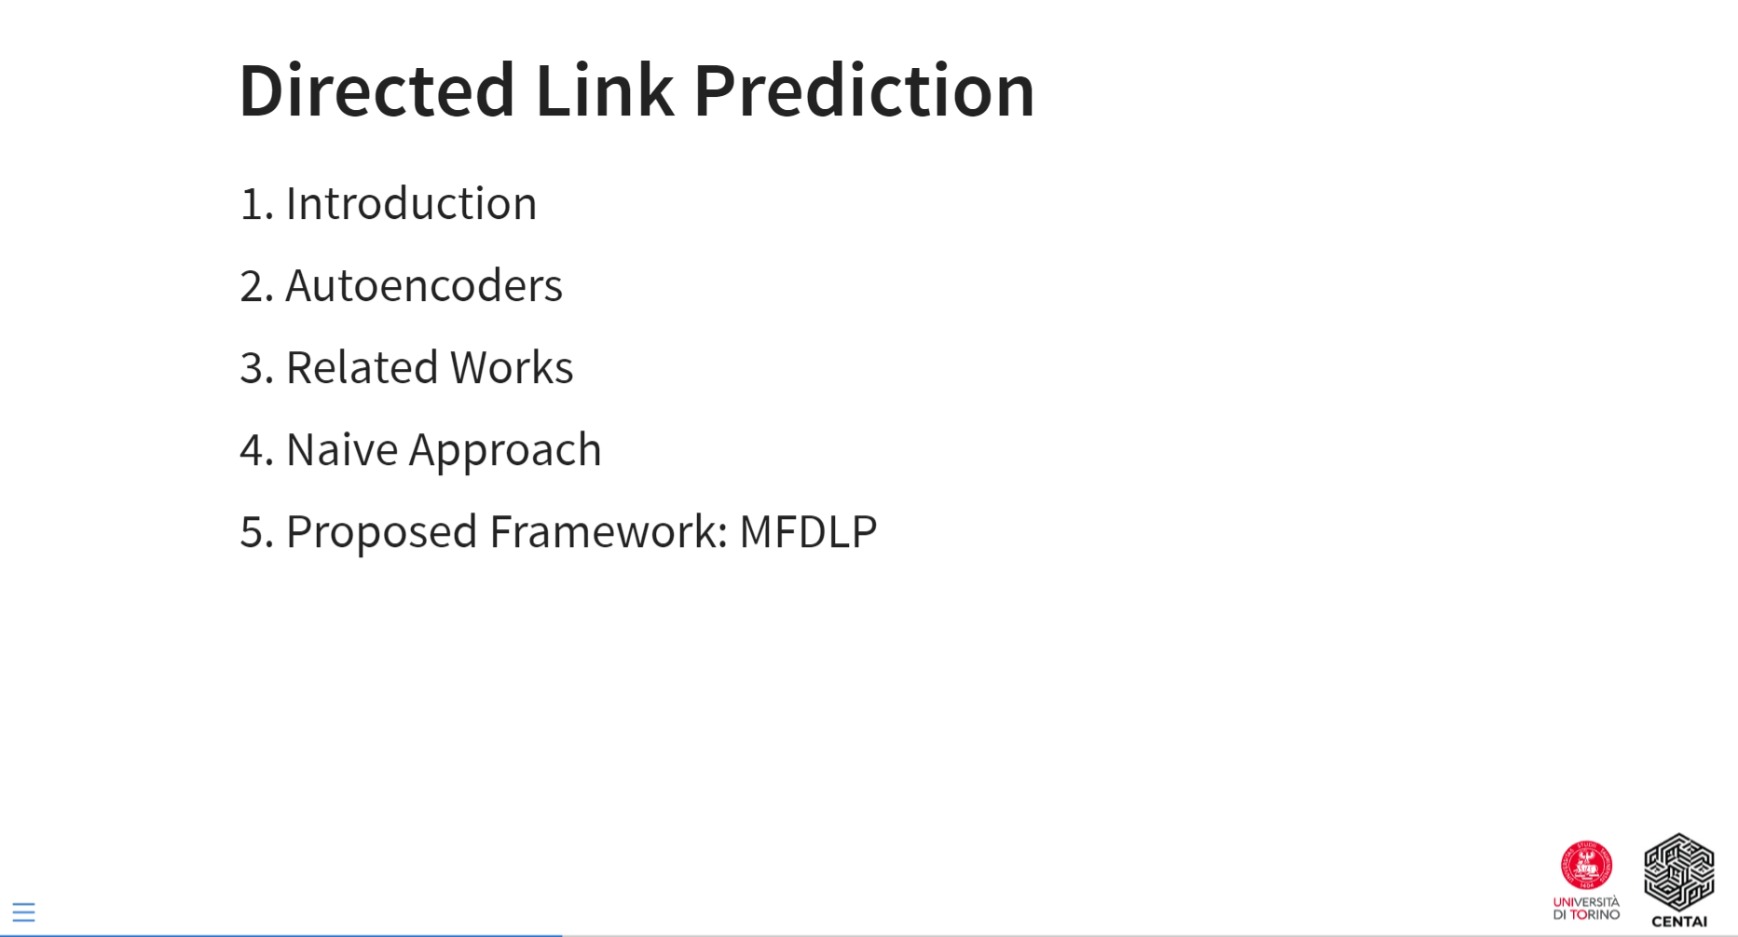 Directed Link Prediction
1. Introduction
2. Autoencoders
3. Related Works
4. Naive Approach
5. Proposed Framework: MFDLP
UNIVERSITÀ
DI TORINO
CENTAI